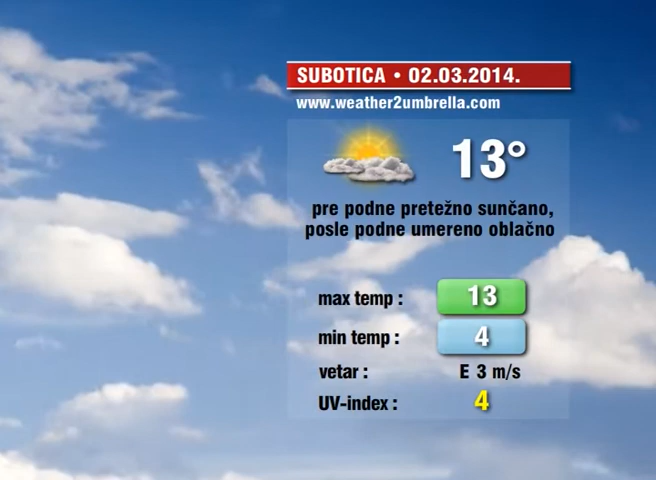 SUBOTICA • 02.03.2014.
www.weather2umbrella.com
13°
pre podne pretežno sunčano,
posle podne umereno oblačno
max temp : 13
min temp : 4
vetar : E 3 m/s
UV-index : 4